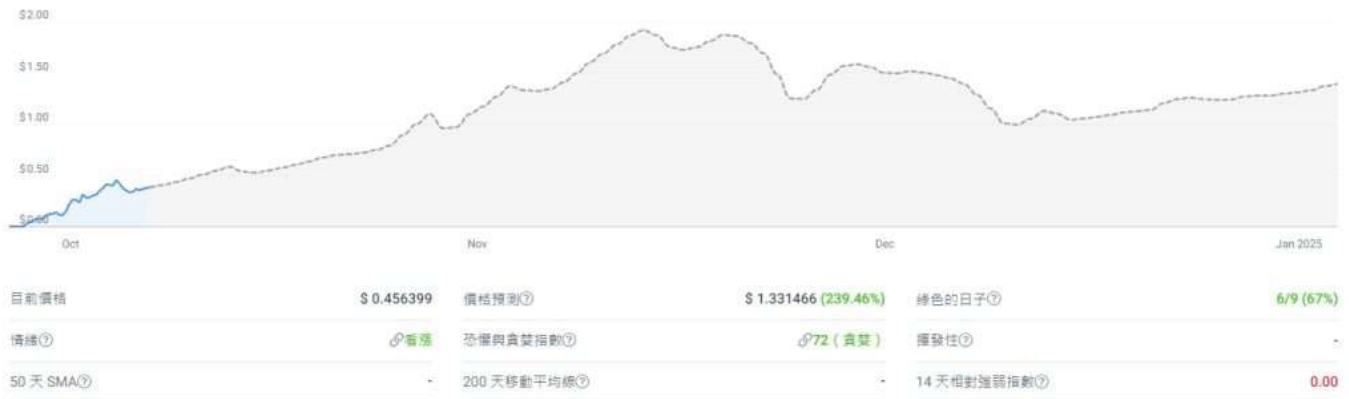 $2.00
$1.50
$1.00
$0.50
$0.00
Oct Nov Dec Jan 2025
目前價格 $ 0.456399 價格預測? $ 1.331466 (239.46%) 綠色的日子? 6/9 (67%)
情緒? 看漲 恐懼與貪婪指數? 72 ( 貪婪 ) 揮發性? -
50 天 SMA? - 200 天移動平均線? - 14 天相對強弱指數? 0.00